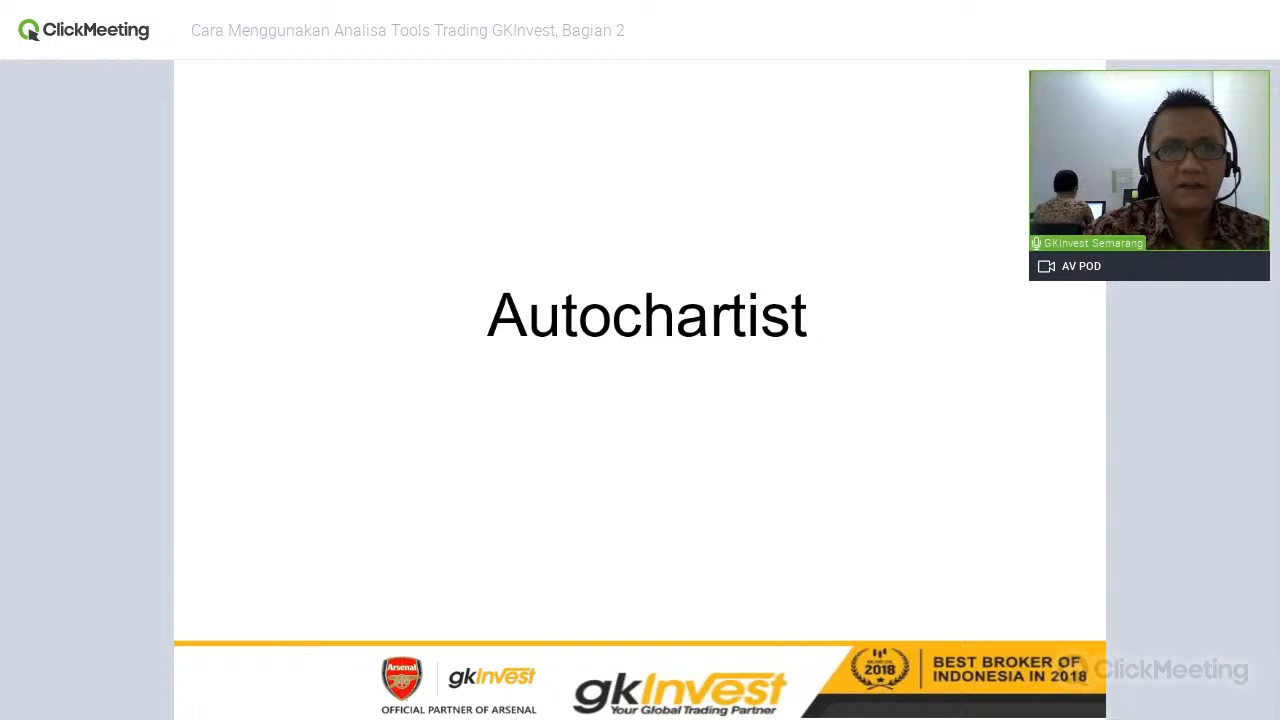 ClickMeeting
Cara Menggunakan Analisa Tools Trading GKInvest, Bagian 2
GKInvest Semarang
AV POD
Autochartist
Arsenal
gkInvest
OFFICIAL PARTNER OF ARSENAL
gkInvest
Your Global Trading Partner
2018
BEST BROKER OF
INDONESIA IN 2018
ClickMeeting